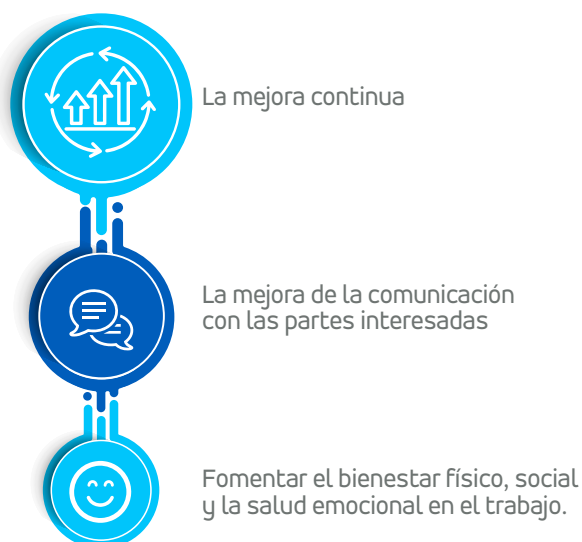 La mejora continua
La mejora de la comunicación
con las partes interesadas
Fomentar el bienestar físico, social
y la salud emocional en el trabajo.